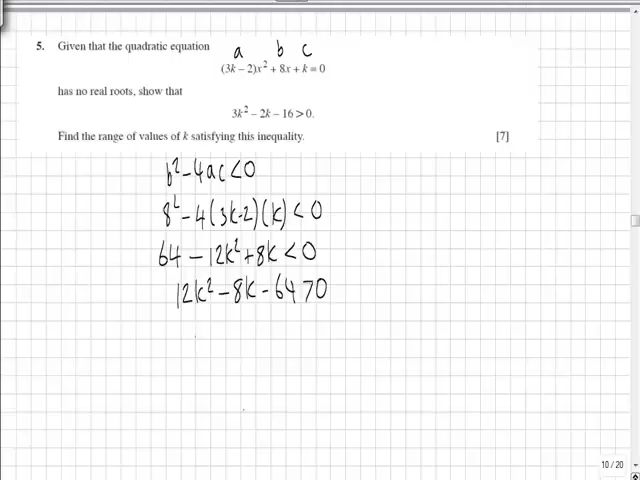 5. Given that the quadratic equation
a b c
(3k – 2)x² + 8x + k = 0
has no real roots, show that
3k² – 2k – 16 > 0.
Find the range of values of k satisfying this inequality. [7]
b² - 4ac < 0
8² - 4(3k-2)(k) < 0
64 - 12k² + 8k < 0
12k² - 8k - 64 > 0
10 / 20